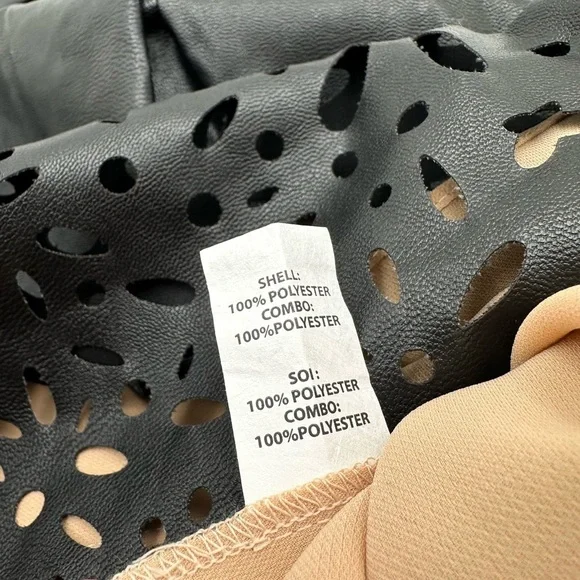 SHELL:
100% POLYESTER
COMBO:
100%POLYESTER
SOI:
100% POLYESTER
COMBO:
100%POLYESTER